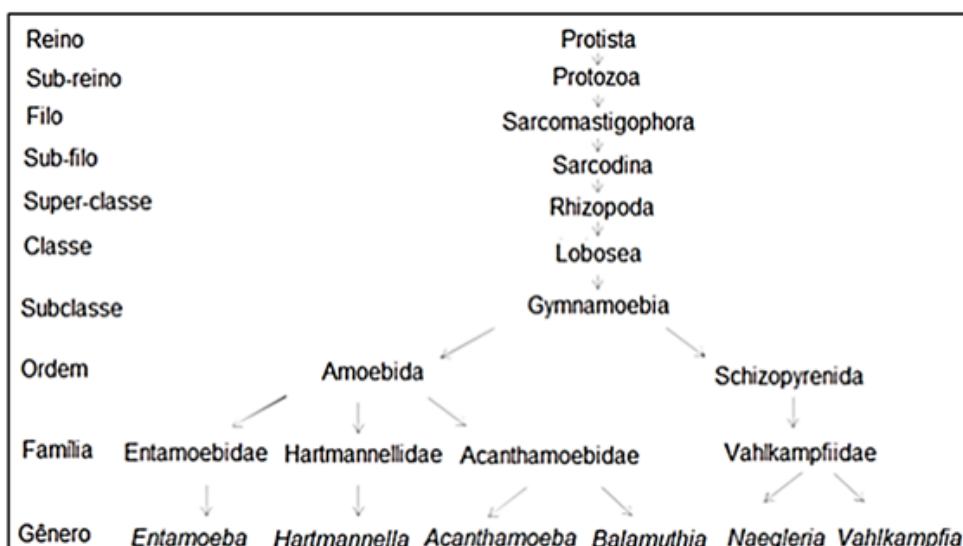 Reino Protista
Sub-reino Protozoa
Filo Sarcomastigophora
Sub-filo Sarcodina
Super-classe Rhizopoda
Classe Lobosea
Subclasse Gymnamoebia
Ordem Amoebida Schizopyrenida
Família Entamoebidae Hartmannellidae Acanthamoebidae Vahlkampfiidae
Gênero Entamoeba Hartmannella Acanthamoeba Balamuthia Naegleria Vahlkampfia